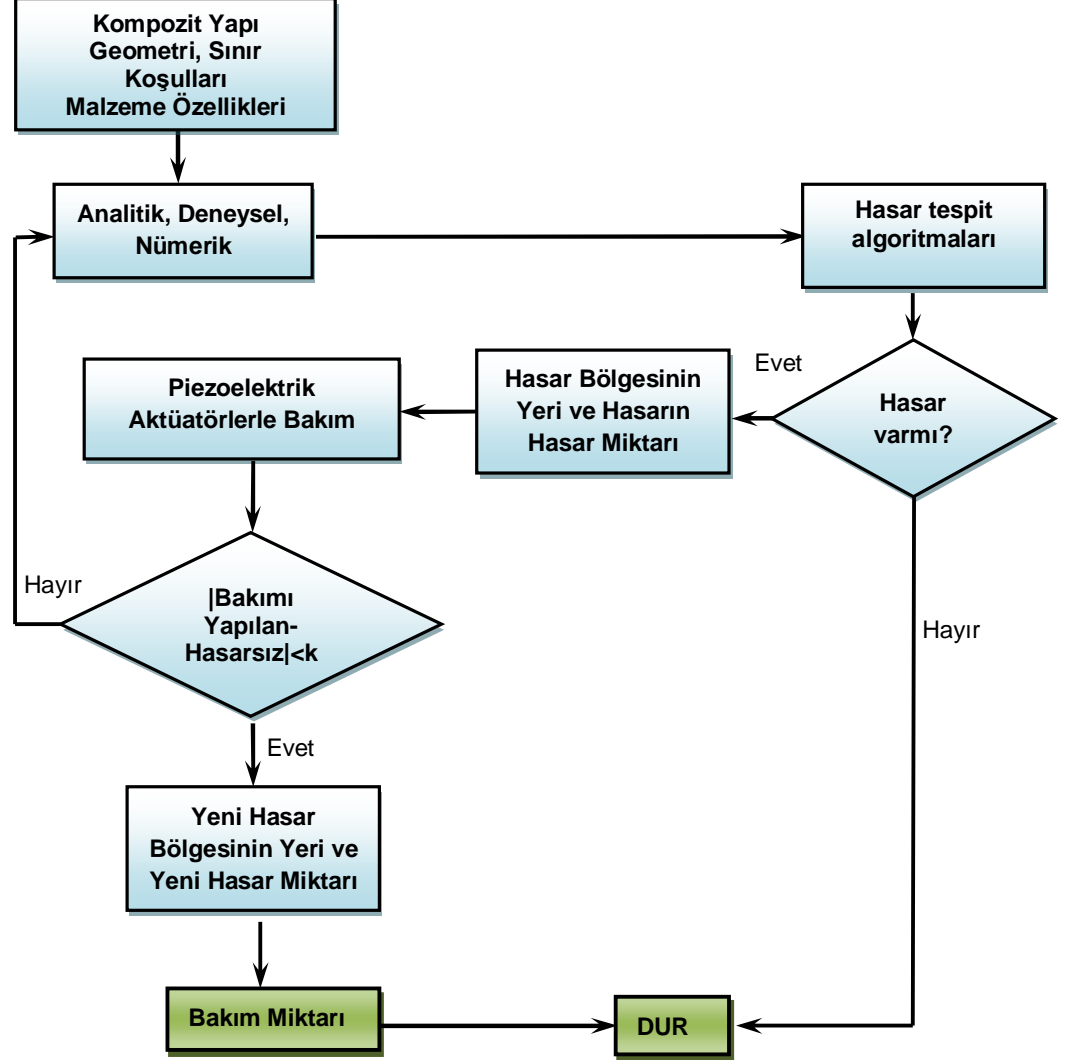 Kompozit Yapı
Geometri, Sınır
Koşulları
Malzeme Özellikleri
Analitik, Deneysel,
Nümerik
Hasar tespit
algoritmaları
Hasar
varmı?
Evet
Hasar Bölgesinin
Yeri ve Hasarın
Hasar Miktarı
Piezoelektrik
Aktüatörlerle Bakım
|Bakımı
Yapılan-
Hasarsız|<k
Hayır
Hayır
Evet
Yeni Hasar
Bölgesinin Yeri ve
Yeni Hasar Miktarı
Bakım Miktarı
DUR